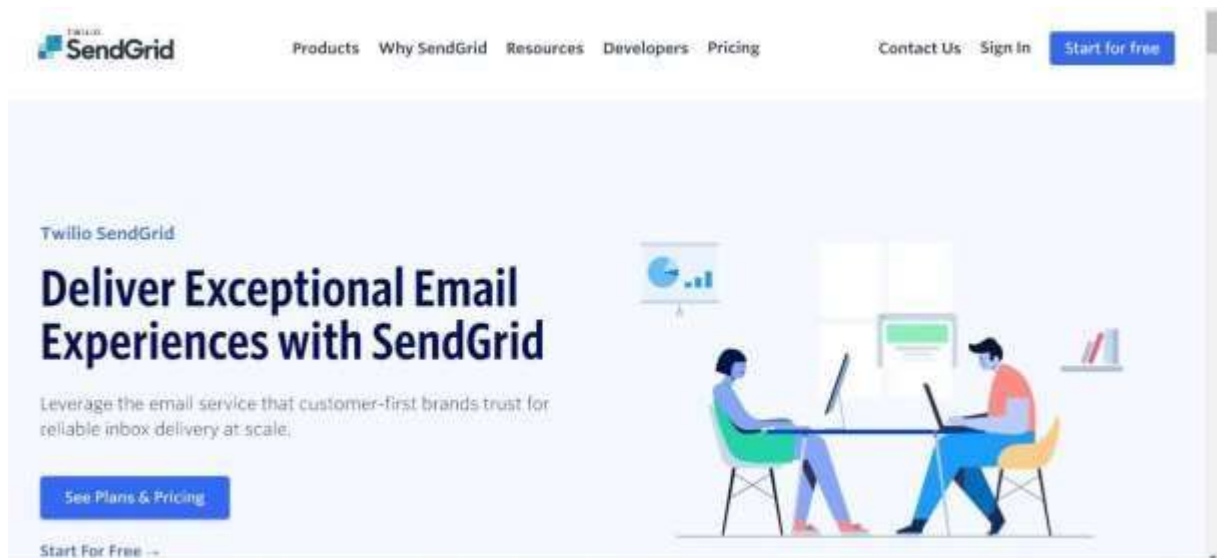 TWILIO
SendGrid
Products Why SendGrid Resources Developers Pricing
Contact Us Sign In Start for free
Twilio SendGrid
Deliver Exceptional Email
Experiences with SendGrid
Leverage the email service that customer-first brands trust for
reliable inbox delivery at scale.
See Plans & Pricing
Start For Free →